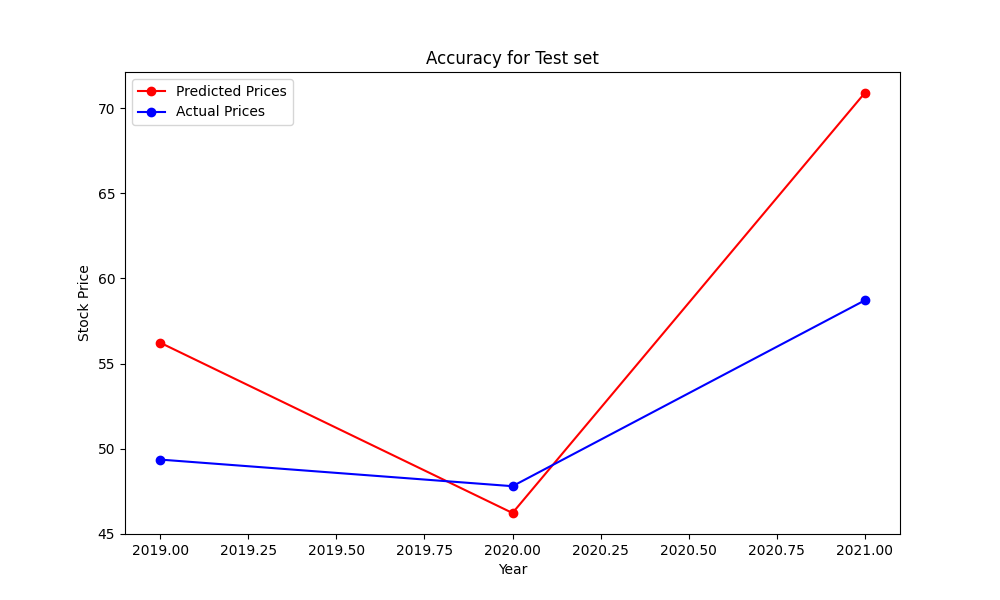 Accuracy for Test set
Predicted Prices
Actual Prices
70
65
60
55
50
45
Stock Price
2019.00 2019.25 2019.50 2019.75 2020.00 2020.25 2020.50 2020.75 2021.00
Year